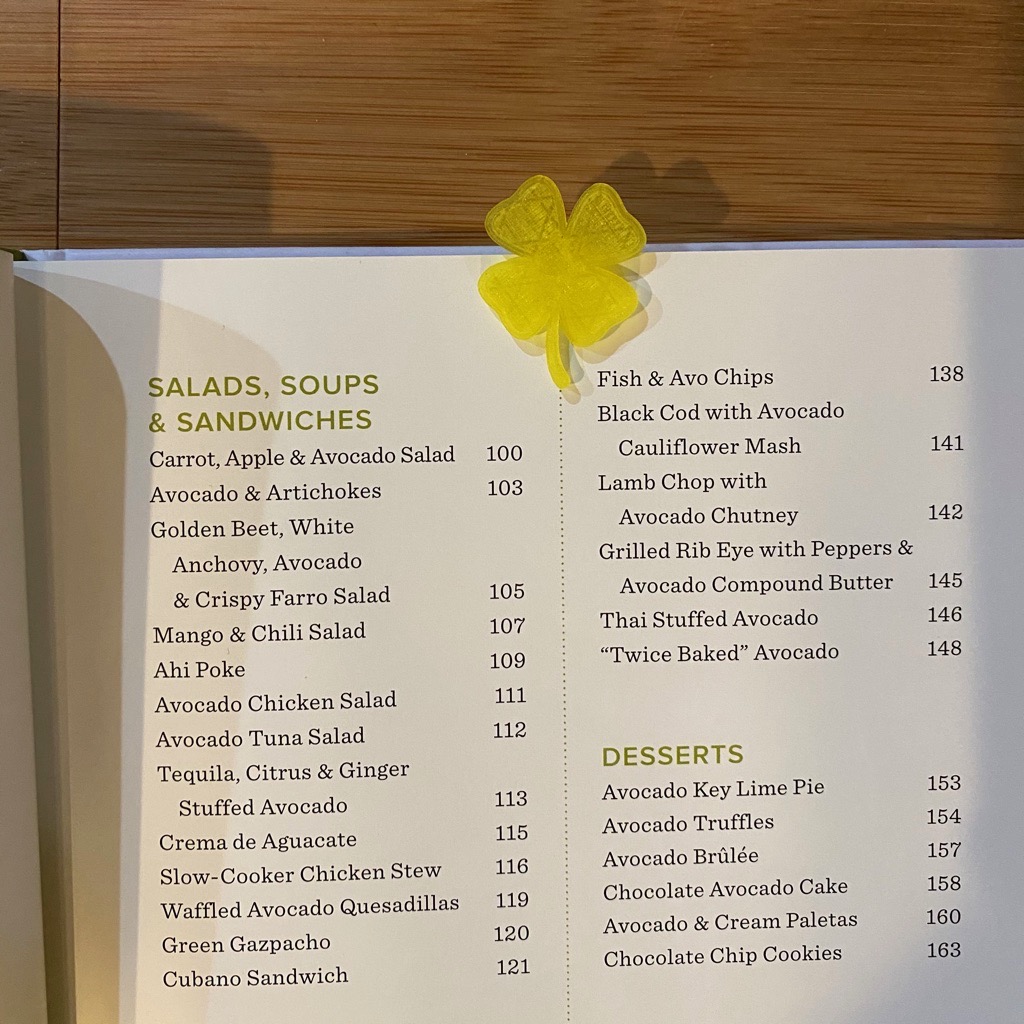 SALADS, SOUPS
& SANDWICHES
Carrot, Apple & Avocado Salad 100
Avocado & Artichokes 103
Golden Beet, White
Anchovy, Avocado
& Crispy Farro Salad 105
Mango & Chili Salad 107
Ahi Poke 109
Avocado Chicken Salad 111
Avocado Tuna Salad 112
Tequila, Citrus & Ginger
Stuffed Avocado 113
Crema de Aguacate 115
Slow-Cooker Chicken Stew 116
Waffled Avocado Quesadillas 119
Green Gazpacho 120
Cubano Sandwich 121
Fish & Avo Chips 138
Black Cod with Avocado
Cauliflower Mash 141
Lamb Chop with
Avocado Chutney 142
Grilled Rib Eye with Peppers &
Avocado Compound Butter 145
Thai Stuffed Avocado 146
“Twice Baked” Avocado 148
DESSERTS
Avocado Key Lime Pie 153
Avocado Truffles 154
Avocado Brûlée 157
Chocolate Avocado Cake 158
Avocado & Cream Paletas 160
Chocolate Chip Cookies 163